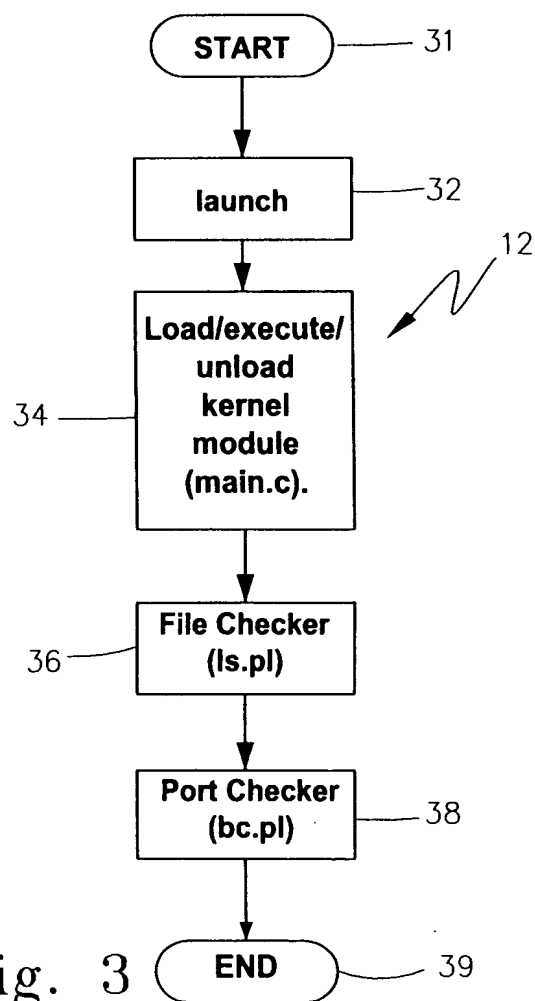 START
31
launch
32
12
Load/execute/
unload
kernel
module
(main.c).
34
File Checker
(ls.pl)
36
Port Checker
(bc.pl)
38
END
39
ig. 3